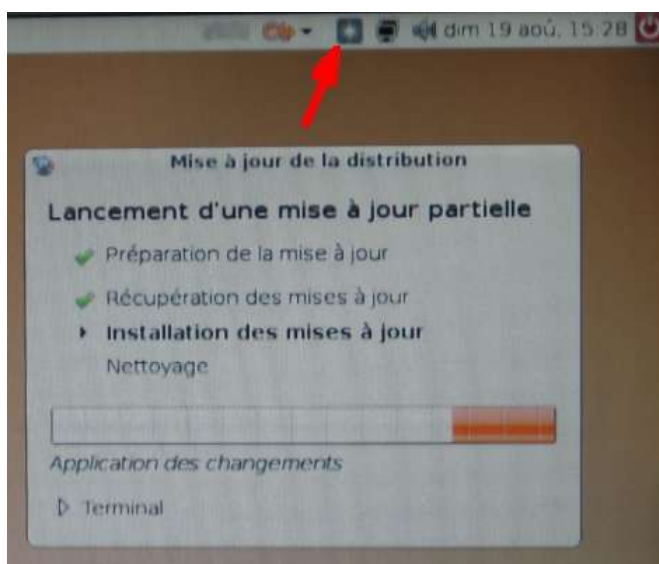 dim 19 aoû, 15:28
Mise à jour de la distribution
Lancement d'une mise à jour partielle
Préparation de la mise à jour
Récupération des mises à jour
Installation des mises à jour
Nettoyage
Application des changements
Terminal